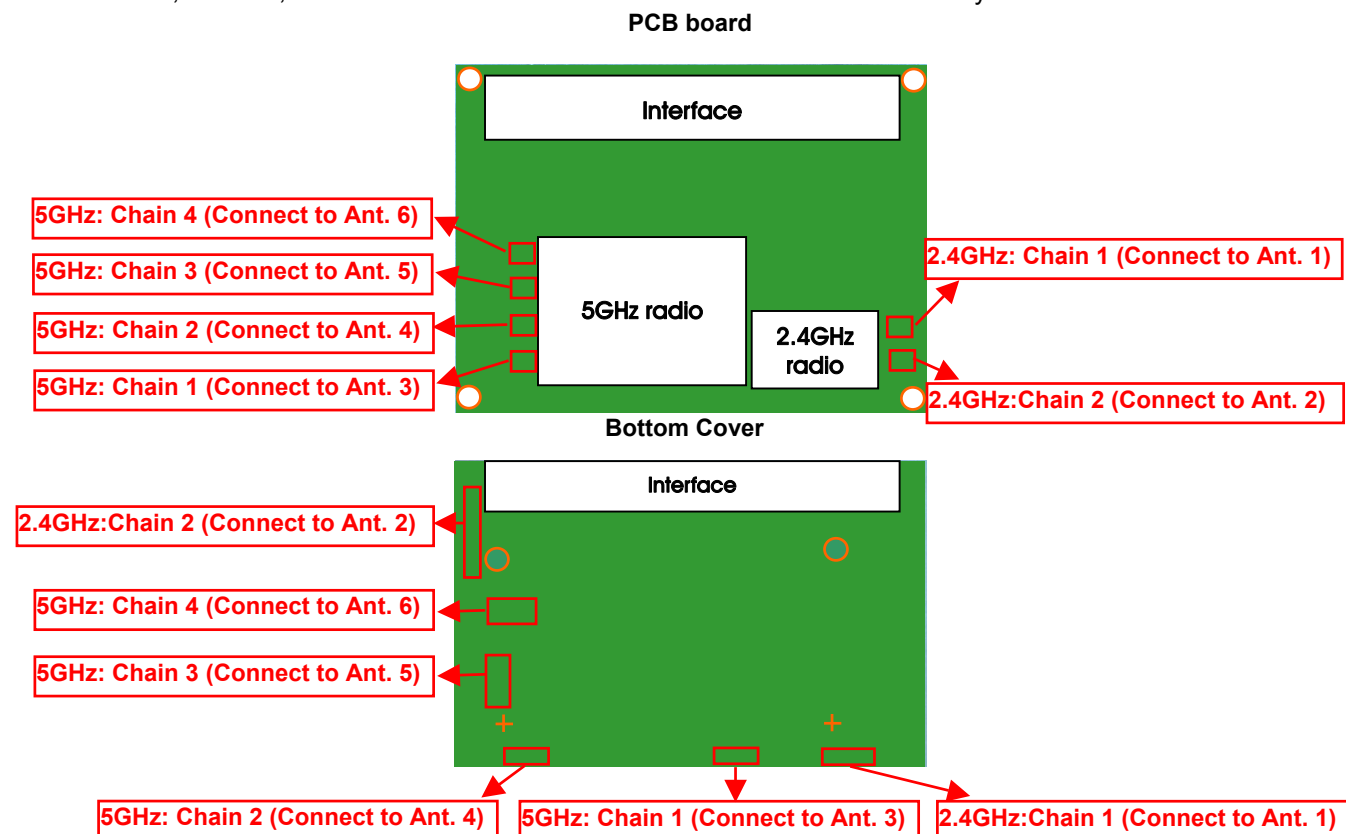 PCB board
Interface
5GHz: Chain 4 (Connect to Ant. 6)
5GHz: Chain 3 (Connect to Ant. 5)
5GHz: Chain 2 (Connect to Ant. 4)
5GHz: Chain 1 (Connect to Ant. 3)
5GHz radio
2.4GHz
radio
2.4GHz: Chain 1 (Connect to Ant. 1)
2.4GHz:Chain 2 (Connect to Ant. 2)
Bottom Cover
Interface
2.4GHz:Chain 2 (Connect to Ant. 2)
5GHz: Chain 4 (Connect to Ant. 6)
5GHz: Chain 3 (Connect to Ant. 5)
5GHz: Chain 2 (Connect to Ant. 4)
5GHz: Chain 1 (Connect to Ant. 3)
2.4GHz:Chain 1 (Connect to Ant. 1)